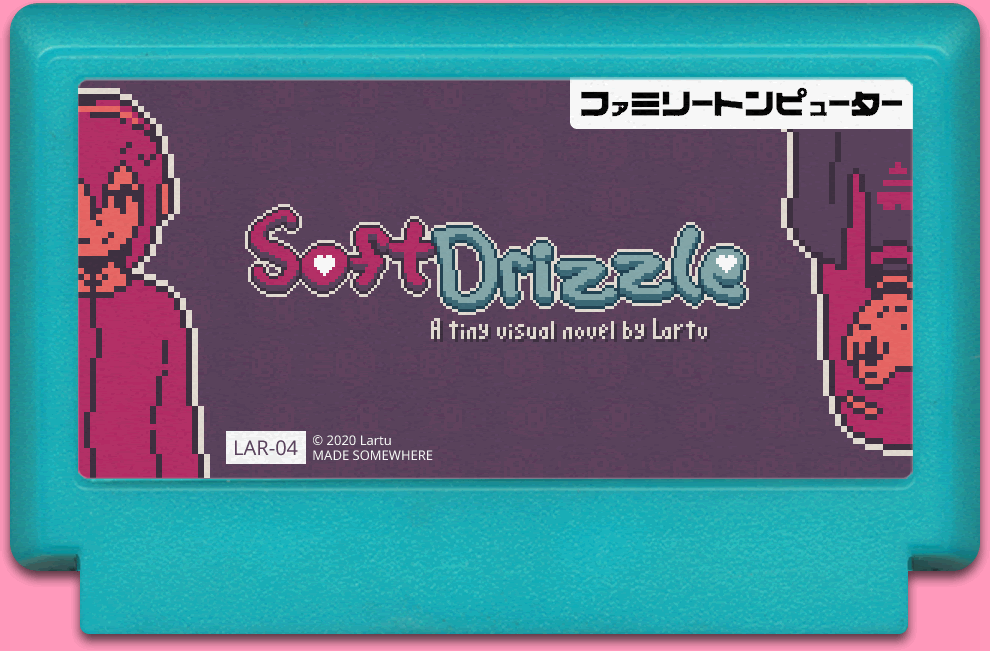 ファミリートンピューター
Soft Drizzle
A tiny visual novel by Lartu
LAR-04
© 2020 Lartu
MADE SOMEWHERE